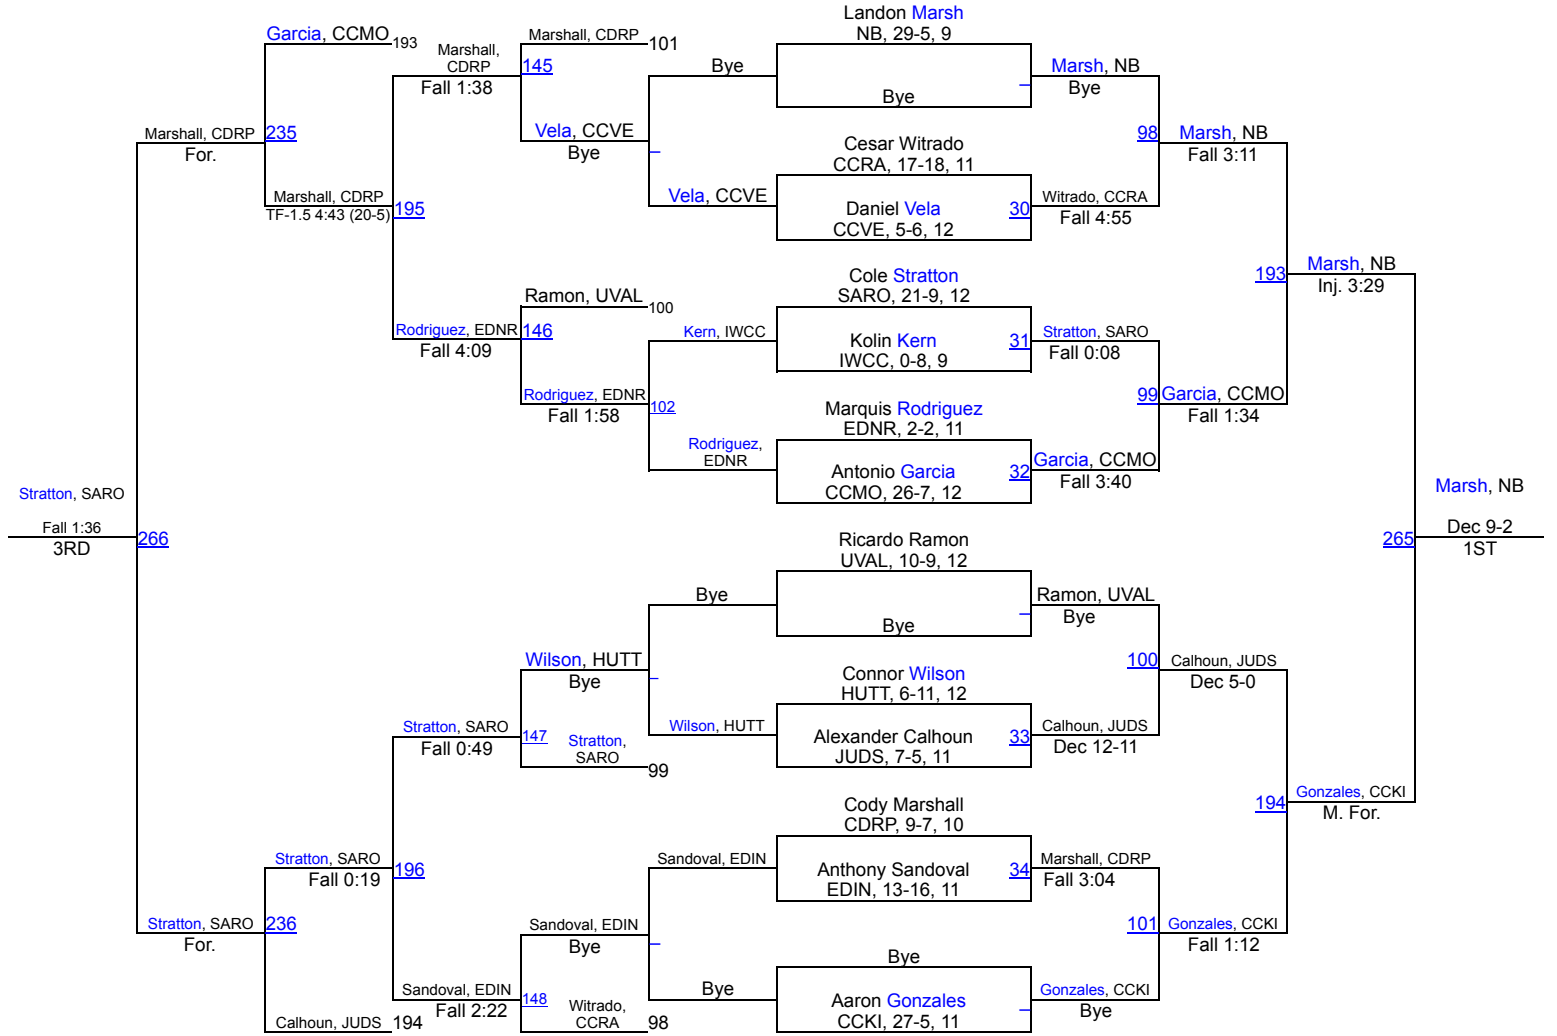 Landon Marsh
NB, 29-5, 9
Garcia, CCMO
193
Marshall,
CDRP
Fall 1:38
Marshall, CDRP
101
145
Bye
Bye
Marsh, NB
Bye
Vela, CCVE
Bye
Cesar Witrado
CCRA, 17-18, 11
98
Marsh, NB
Fall 3:11
Marshall, CDRP
For.
235
Marshall, CDRP
TF-1.5 4:43 (20-5)
195
Vela, CCVE
Daniel Vela
CCVE, 5-6, 12
30
Witrado, CCRA
Fall 4:55
Cole Stratton
SARO, 21-9, 12
193
Marsh, NB
Inj. 3:29
Ramon, UVAL
100
Rodriguez, EDNR
Fall 4:09
146
Kern, IWCC
Kolin Kern
IWCC, 0-8, 9
31
Stratton, SARO
Fall 0:08
Rodriguez, EDNR
Fall 1:58
102
Marquis Rodriguez
EDNR, 2-2, 11
99
Garcia, CCMO
Fall 1:34
Rodriguez,
EDNR
Antonio Garcia
CCMO, 26-7, 12
32
Garcia, CCMO
Fall 3:40
Stratton, SARO
Fall 1:36
3RD
266
Marsh, NB
Dec 9-2
1ST
265
Ricardo Ramon
UVAL, 10-9, 12
Bye
Bye
Ramon, UVAL
Bye
Wilson, HUTT
Bye
Connor Wilson
HUTT, 6-11, 12
100
Calhoun, JUDS
Dec 5-0
Stratton, SARO
Fall 0:49
147
Stratton,
SARO
99
Wilson, HUTT
Alexander Calhoun
JUDS, 7-5, 11
33
Calhoun, JUDS
Dec 12-11
Cody Marshall
CDRP, 9-7, 10
194
Gonzales, CCKI
M. For.
Stratton, SARO
Fall 0:19
196
Sandoval, EDIN
Anthony Sandoval
EDIN, 13-16, 11
34
Marshall, CDRP
Fall 3:04
Stratton, SARO
For.
236
Sandoval, EDIN
Bye
Bye
101
Gonzales, CCKI
Fall 1:12
Sandoval, EDIN
Fall 2:22
148
Witrado,
CCRA
98
Bye
Aaron Gonzales
CCKI, 27-5, 11
Gonzales, CCKI
Bye
Calhoun, JUDS
194